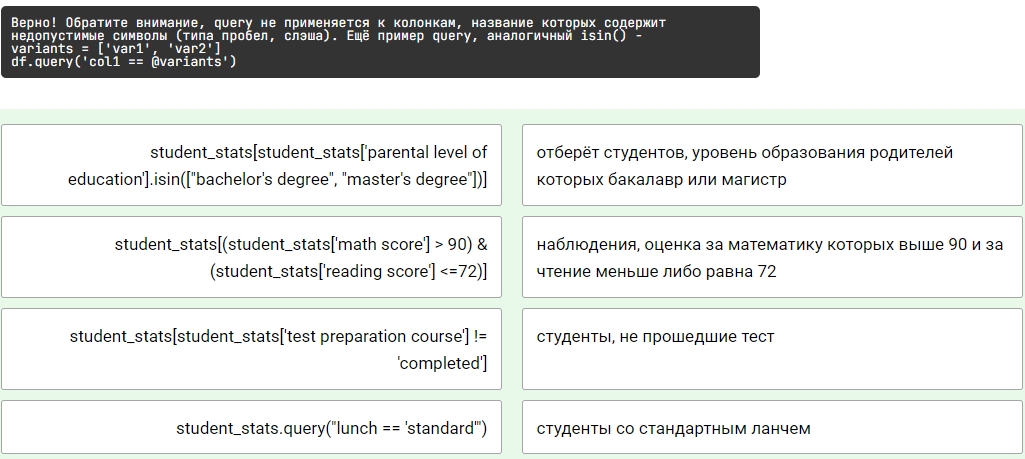 Верно! Обратите внимание, query не применяется к колонкам, название которых содержит
недопустимые символы (типа пробел, слэша). Ещё пример query, аналогичный isin() -
variants = ['var1', 'var2']
df.query('col1 == @variants')
student_stats[student_stats['parental level of
education'].isin(["bachelor's degree", "master's degree"])]
отберёт студентов, уровень образования родителей
которых бакалавр или магистр
student_stats[(student_stats['math score'] > 90) &
(student_stats['reading score'] <=72)]
наблюдения, оценка за математику которых выше 90 и за
чтение меньше либо равна 72
student_stats[student_stats['test preparation course'] !=
'completed']
студенты, не прошедшие тест
student_stats.query("lunch == 'standard'")
студенты со стандартным ланчем